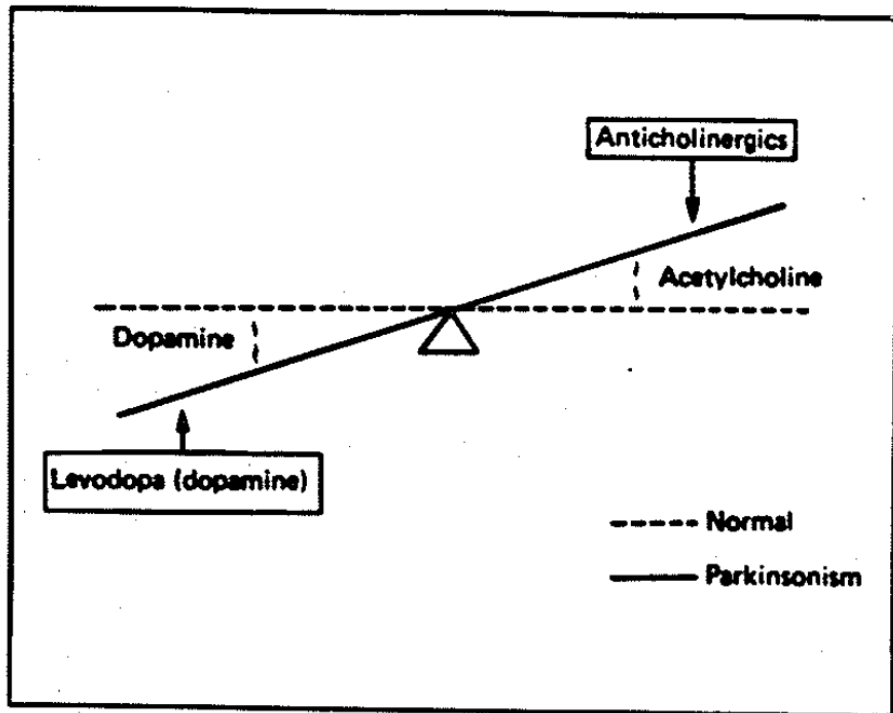 Anticholinergics
Acetylcholine
Dopamine
Levodopa (dopamine)
Normal
Parkinsonism